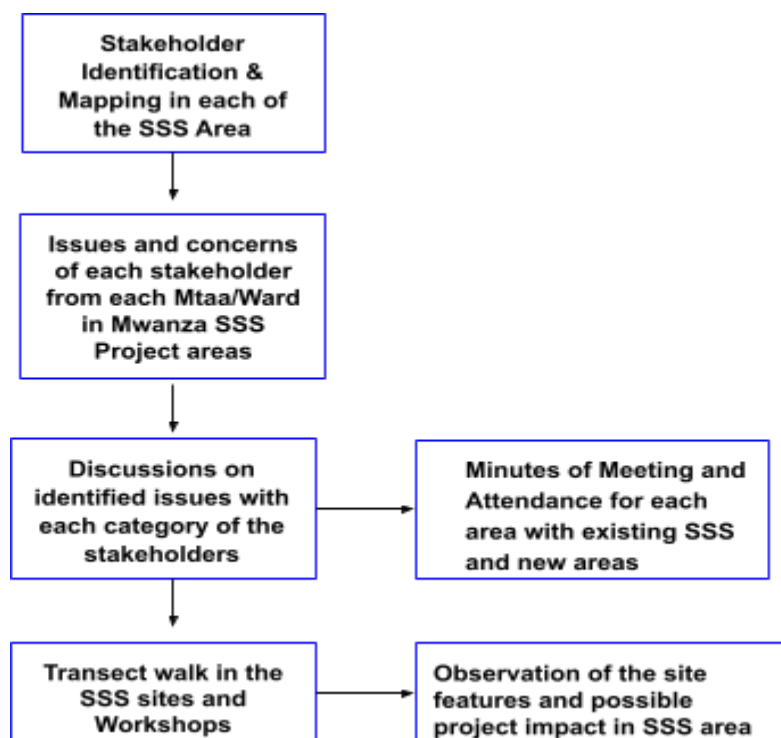 Stakeholder
Identification &
Mapping in each of
the SSS Area
Issues and concerns
of each stakeholder
from each Mtaa/Ward
in Mwanza SSS
Project areas
Discussions on
identified issues with
each category of the
stakeholders
Minutes of Meeting and
Attendance for each
area with existing SSS
and new areas
Transect walk in the
SSS sites and
Workshops
Observation of the site
features and possible
project impact in SSS area